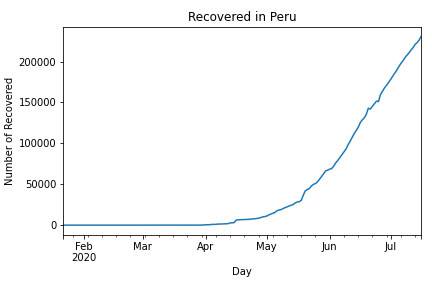 Recovered in Peru
Number of Recovered
200000
150000
100000
50000
0
Feb
2020
Mar
Apr
May
Jun
Jul
Day